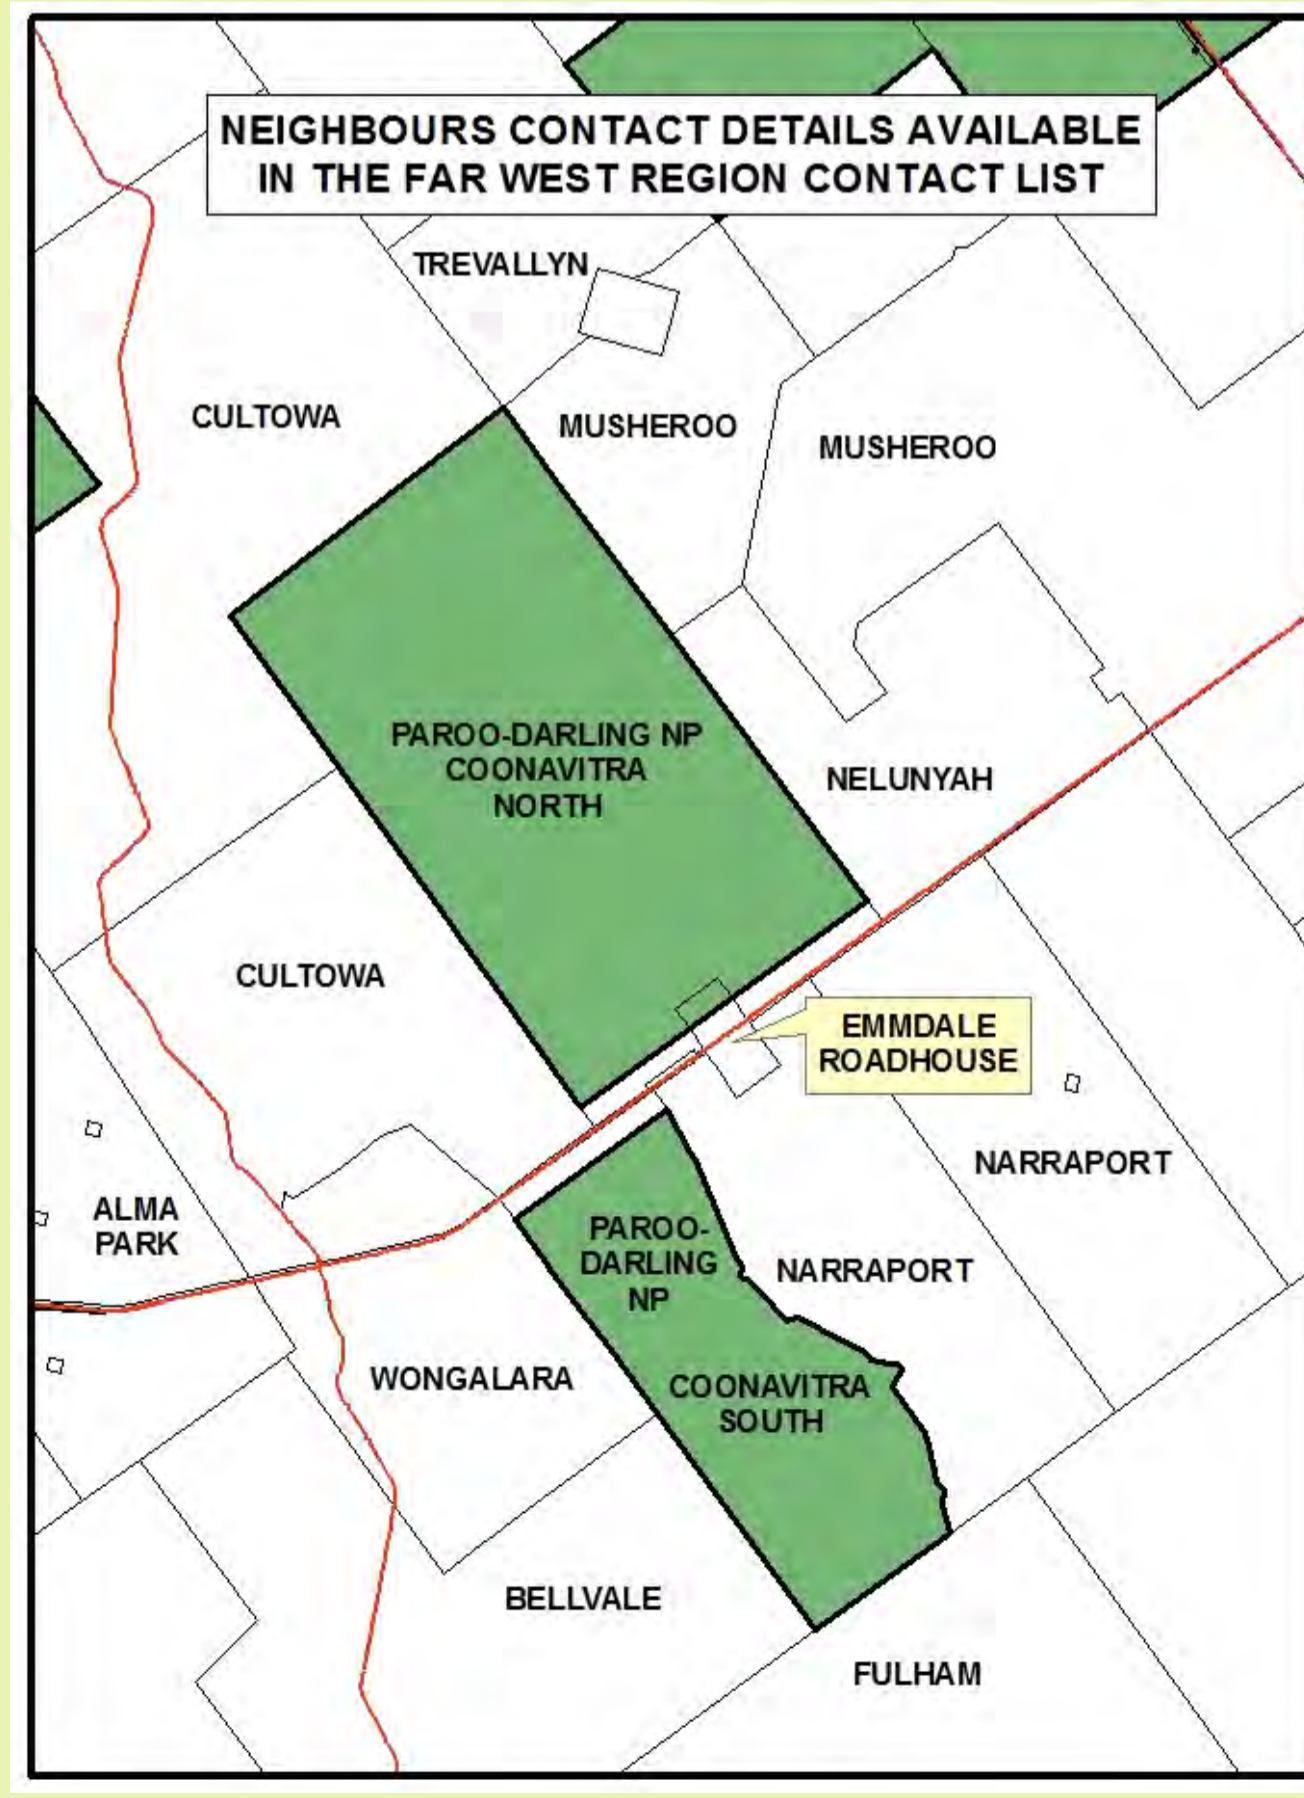 NEIGHBOURS CONTACT DETAILS AVAILABLE
IN THE FAR WEST REGION CONTACT LIST
TREVALLYN
CULTOWA
MUSHEROO
MUSHEROO
PAROO-DARLING NP
COONAVITRA
NORTH
NELUNYAH
CULTOWA
EMMDALE
ROADHOUSE
NARRAPORT
ALMA
PARK
PAROO-
DARLING
NP
NARRAPORT
WONGALARA
COONAVITRA
SOUTH
BELLVALE
FULHAM